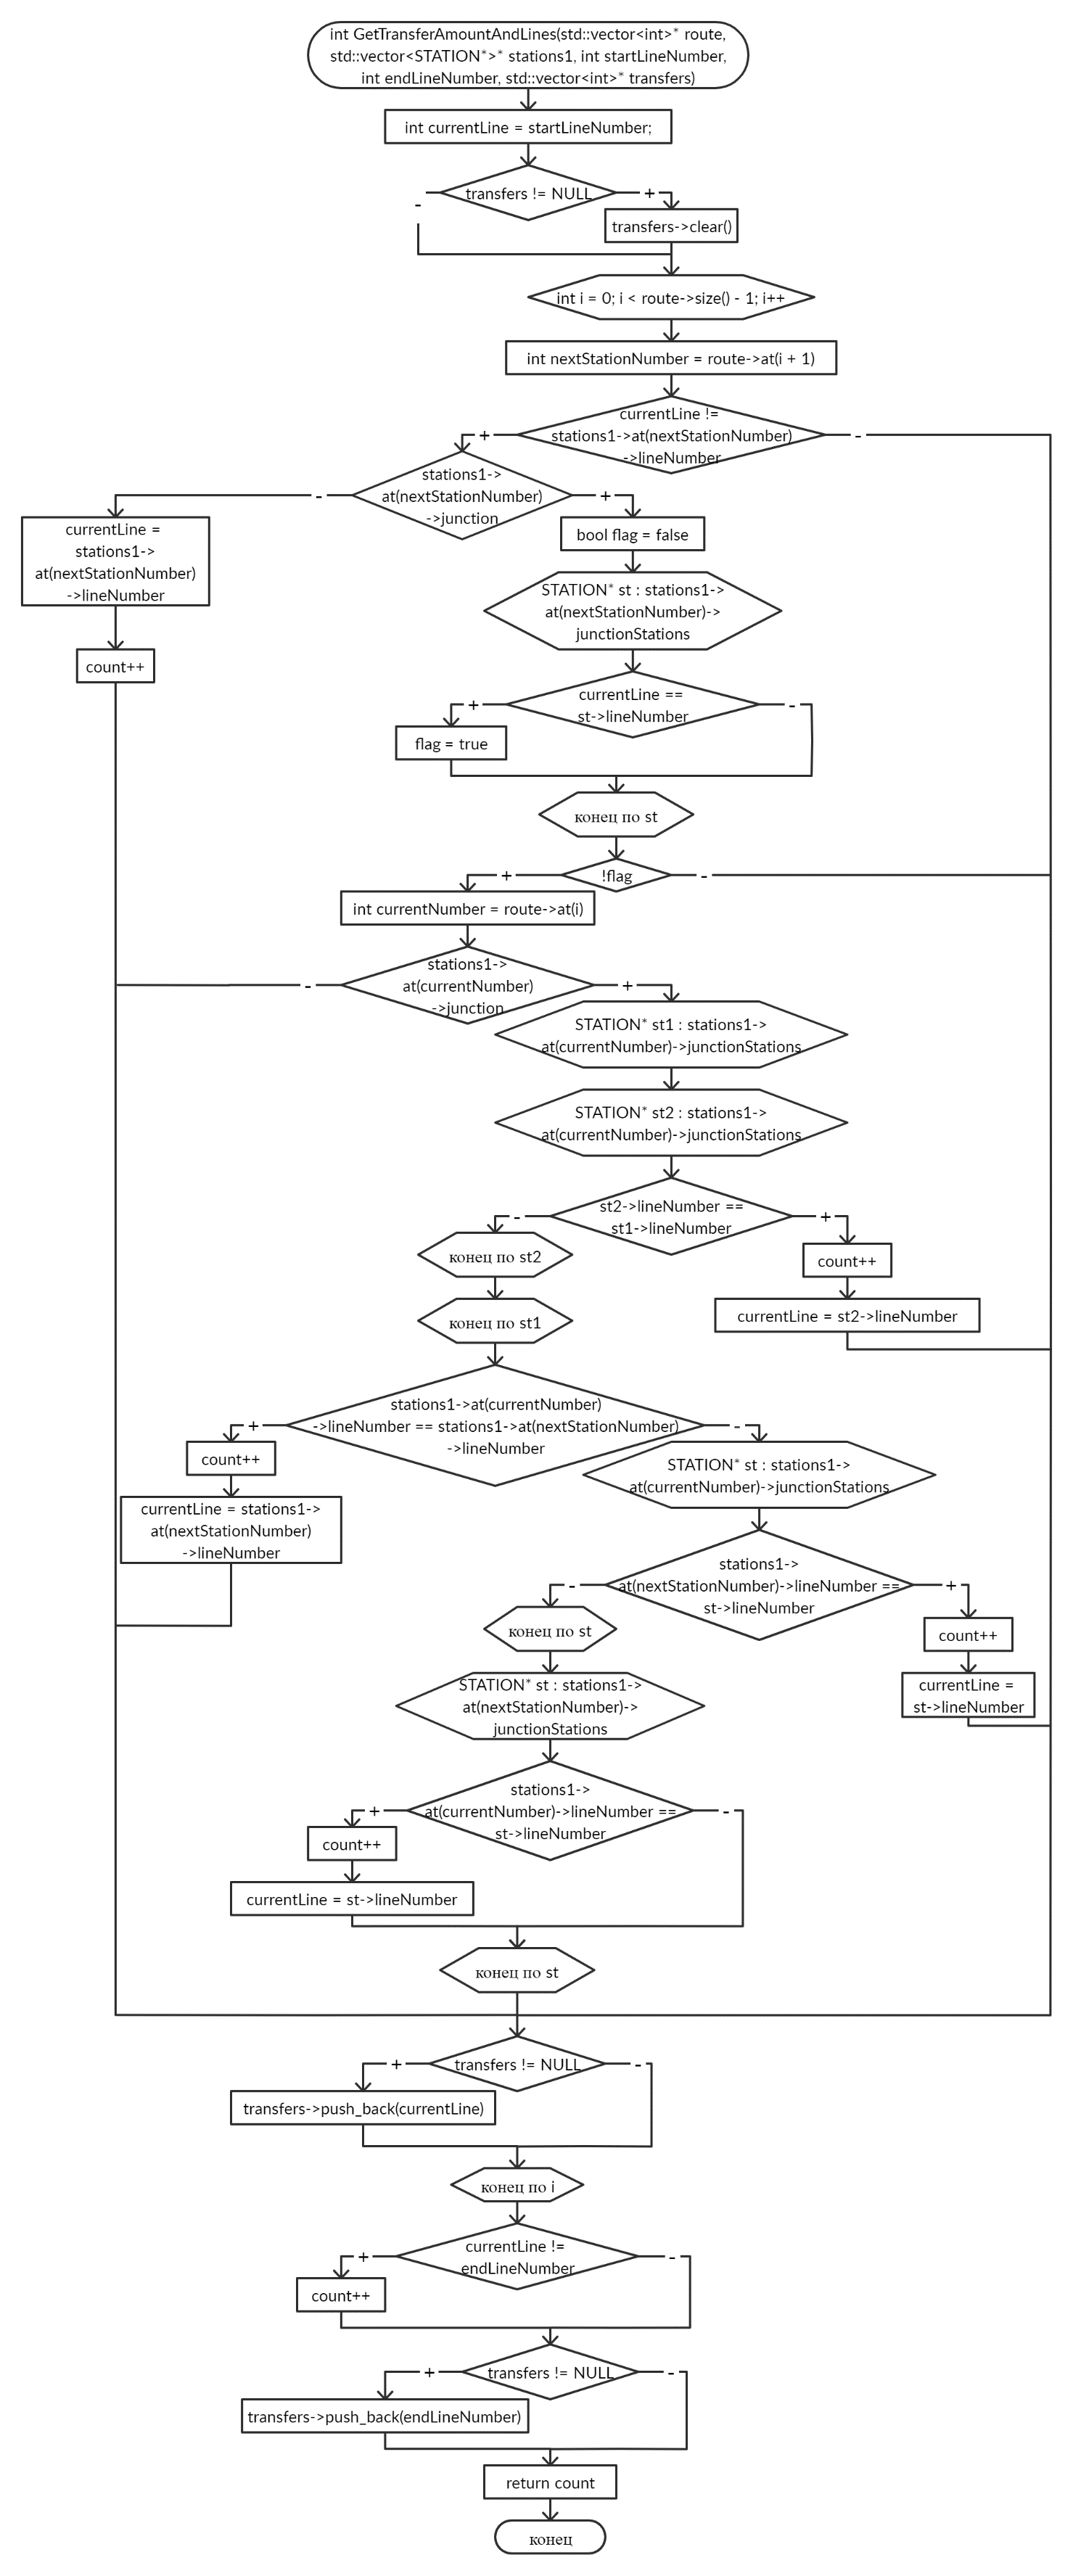 int GetTransferAmountAndLines(std::vector<int>* route,
std::vector<STATION*>* stations1, int startLineNumber,
int endLineNumber, std::vector<int>* transfers)
int currentLine = startLineNumber;
transfers != NULL
+
-
transfers->clear()
int i = 0; i < route->size() - 1; i++
int nextStationNumber = route->at(i + 1)
currentLine !=
stations1->at(nextStationNumber)
->lineNumber
+
-
stations1->
at(nextStationNumber)
->junction
-
+
currentLine =
stations1->
at(nextStationNumber)
->lineNumber
count++
bool flag = false
STATION* st : stations1->
at(nextStationNumber)->
junctionStations
currentLine ==
st->lineNumber
+
-
flag = true
конец по st
!flag
+
-
int currentNumber = route->at(i)
stations1->
at(currentNumber)
->junction
-
+
STATION* st1 : stations1->
at(currentNumber)->junctionStations
STATION* st2 : stations1->
at(currentNumber)->junctionStations
st2->lineNumber ==
st1->lineNumber
-
+
конец по st2
count++
конец по st1
currentLine = st2->lineNumber
stations1->at(currentNumber)
->lineNumber == stations1->at(nextStationNumber)
->lineNumber
+
-
count++
currentLine = stations1->
at(nextStationNumber)
->lineNumber
STATION* st : stations1->
at(currentNumber)->junctionStations
stations1->
at(nextStationNumber)->lineNumber ==
st->lineNumber
-
+
конец по st
count++
currentLine =
st->lineNumber
STATION* st : stations1->
at(nextStationNumber)->
junctionStations
stations1->
at(currentNumber)->lineNumber ==
st->lineNumber
+
-
count++
currentLine = st->lineNumber
конец по st
transfers != NULL
+
-
transfers->push_back(currentLine)
конец по i
currentLine !=
endLineNumber
+
-
count++
transfers != NULL
+
-
transfers->push_back(endLineNumber)
return count
конец